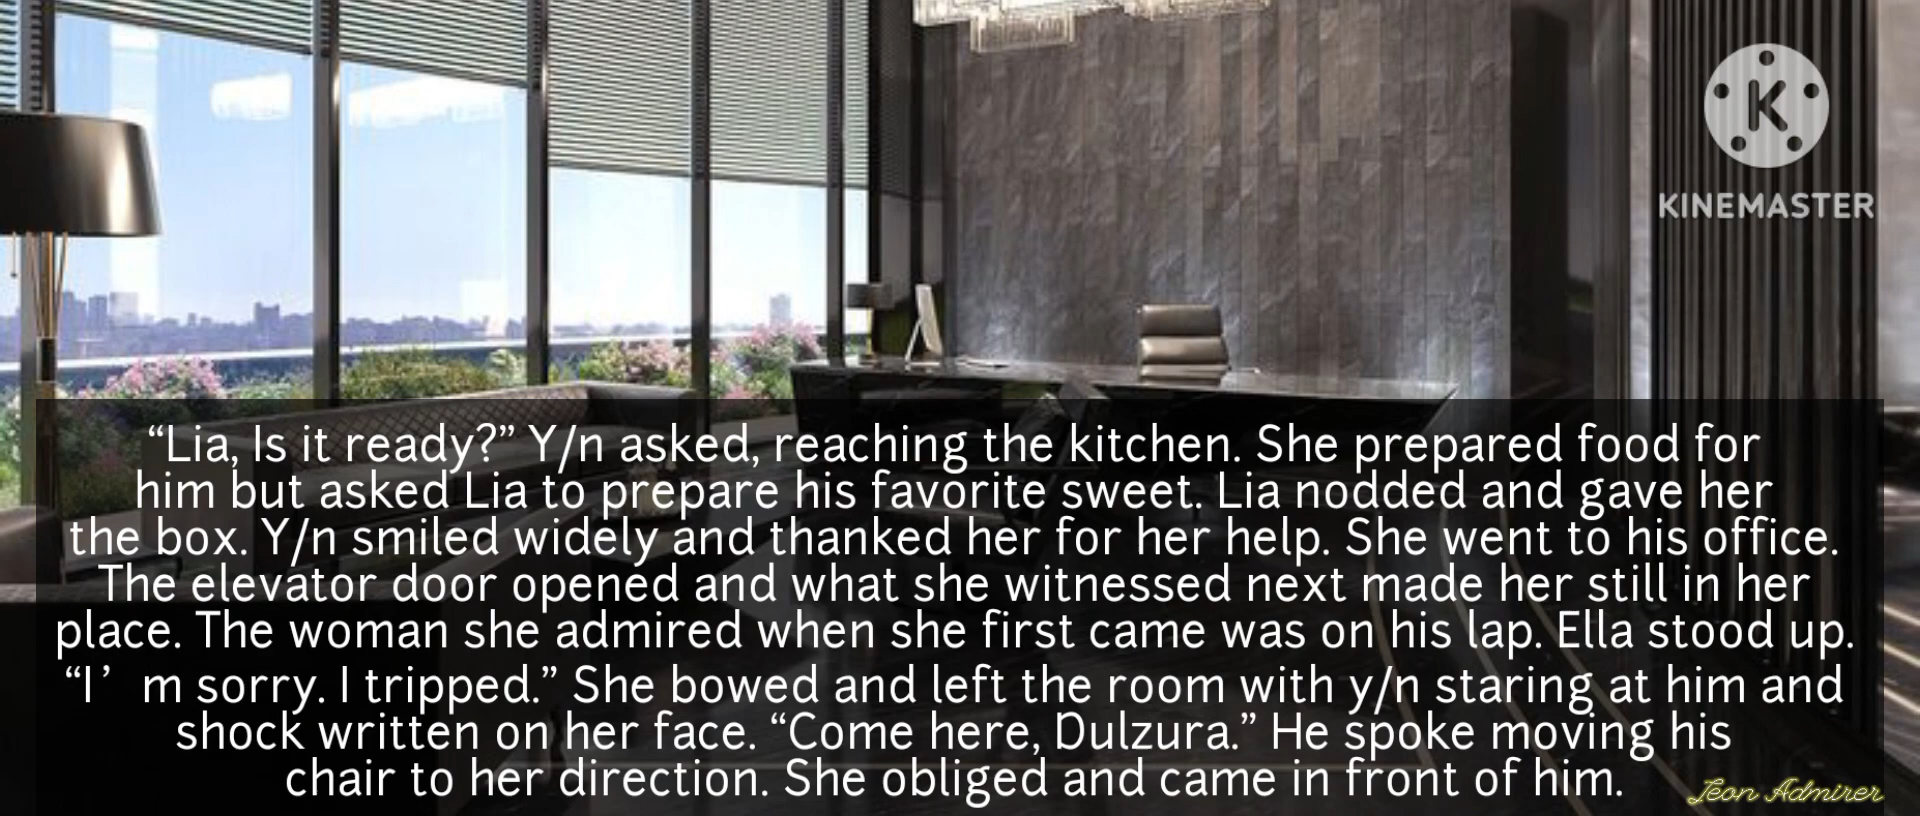 K
KINEMASTER
“Lia, Is it ready?” Y/n asked, reaching the kitchen. She prepared food for
him but asked Lia to prepare his favorite sweet. Lia nodded and gave her
the box. Y/n smiled widely and thanked her for her help. She went to his office.
The elevator door opened and what she witnessed next made her still in her
place. The woman she admired when she first came was on his lap. Ella stood up.
“I’m sorry. I tripped.” She bowed and left the room with y/n staring at him and
shock written on her face. “Come here, Dulzura.” He spoke moving his
chair to her direction. She obliged and came in front of him.
Leon Admirer